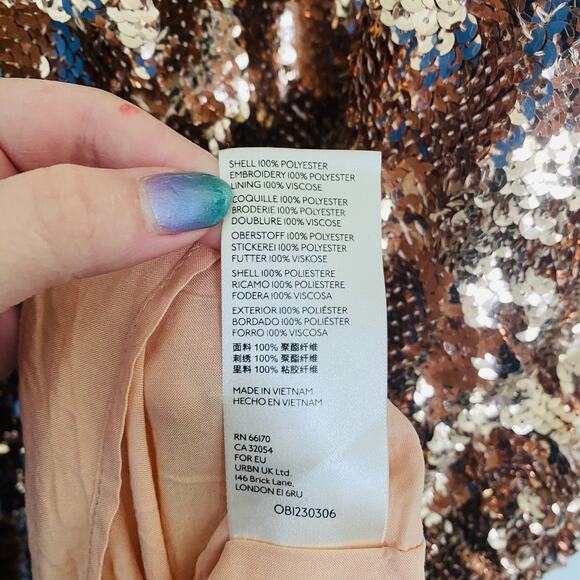 SHELL 100% POLYESTER
EMBROIDERY 100% POLYESTER
LINING 100% VISCOSE
COQUILLE 100% POLYESTER
BRODERIE 100% POLYESTER
DOUBLURE 100% VISCOSE
OBERSTOFF 100% POLYESTER
STICKEREI 100% POLYESTER
FUTTER 100% VISKOSE
SHELL 100% POLIESTERE
RICAMO 100% POLIESTERE
FODERA 100% VISCOSA
EXTERIOR 100% POLIÉSTER
BORDADO 100% POLIÉSTER
FORRO 100% VISCOSA
面料 100% 聚酯纤维
刺绣 100% 聚酯纤维
里料 100% 粘胶纤维
MADE IN VIETNAM
HECHO EN VIETNAM
RN 66170
CA 32054
FOR EU
URBN UK Ltd.
146 Brick Lane,
LONDON E1 6RU
OB1230306